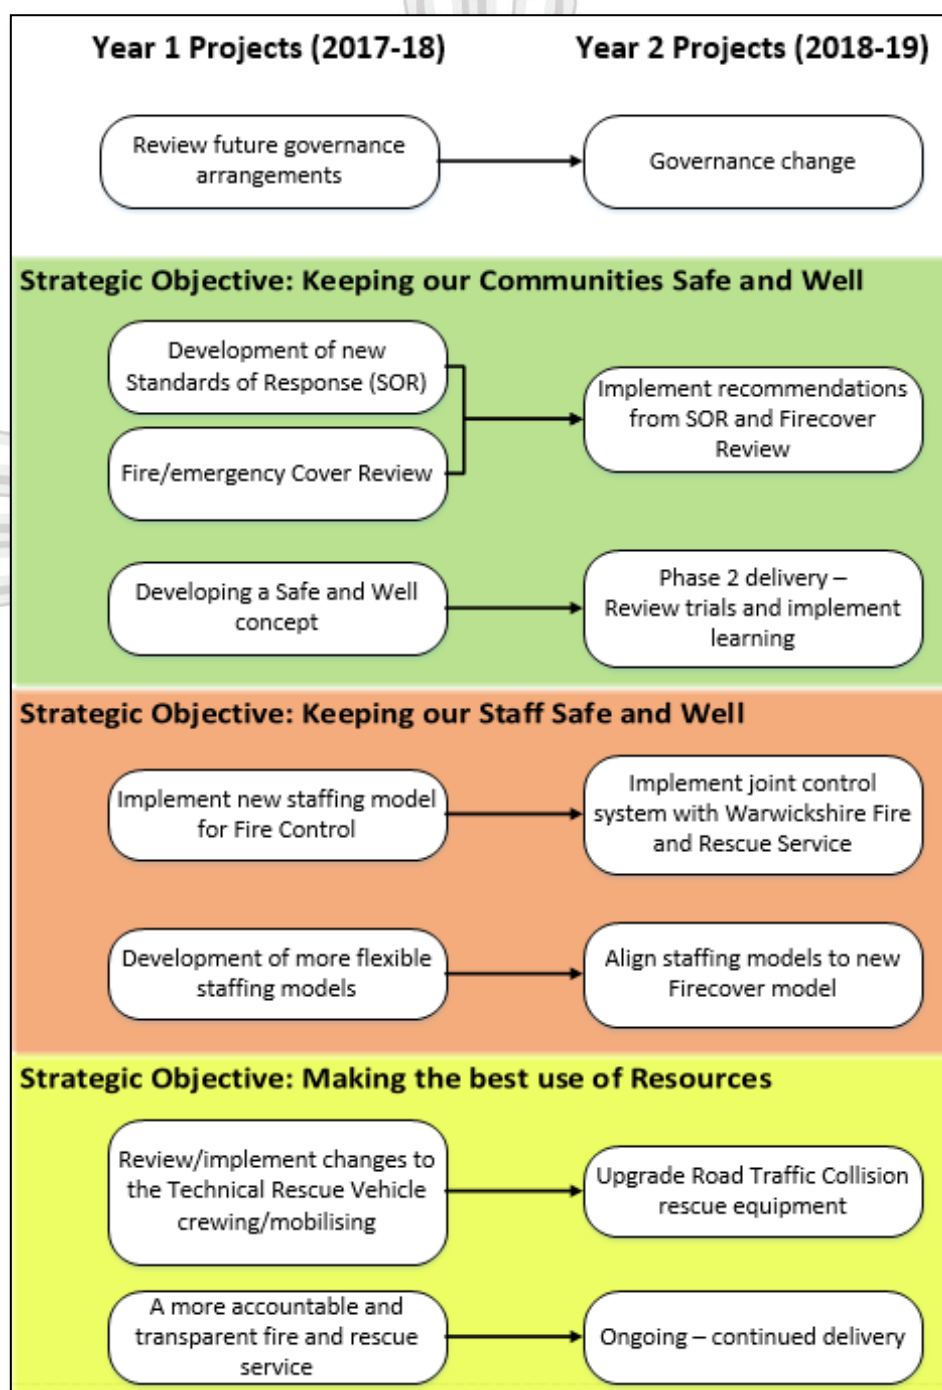 Year 1 Projects (2017-18)
Year 2 Projects (2018-19)
Review future governance
arrangements
Governance change
Strategic Objective: Keeping our Communities Safe and Well
Development of new
Standards of Response (SOR)
Fire/emergency Cover Review
Implement recommendations
from SOR and Firecover
Review
Developing a Safe and Well
concept
Phase 2 delivery –
Review trials and implement
learning
Strategic Objective: Keeping our Staff Safe and Well
Implement new staffing model
for Fire Control
Implement joint control
system with Warwickshire Fire
and Rescue Service
Development of more flexible
staffing models
Align staffing models to new
Firecover model
Strategic Objective: Making the best use of Resources
Review/implement changes to
the Technical Rescue Vehicle
crewing/mobilising
Upgrade Road Traffic Collision
rescue equipment
A more accountable and
transparent fire and rescue
service
Ongoing – continued delivery